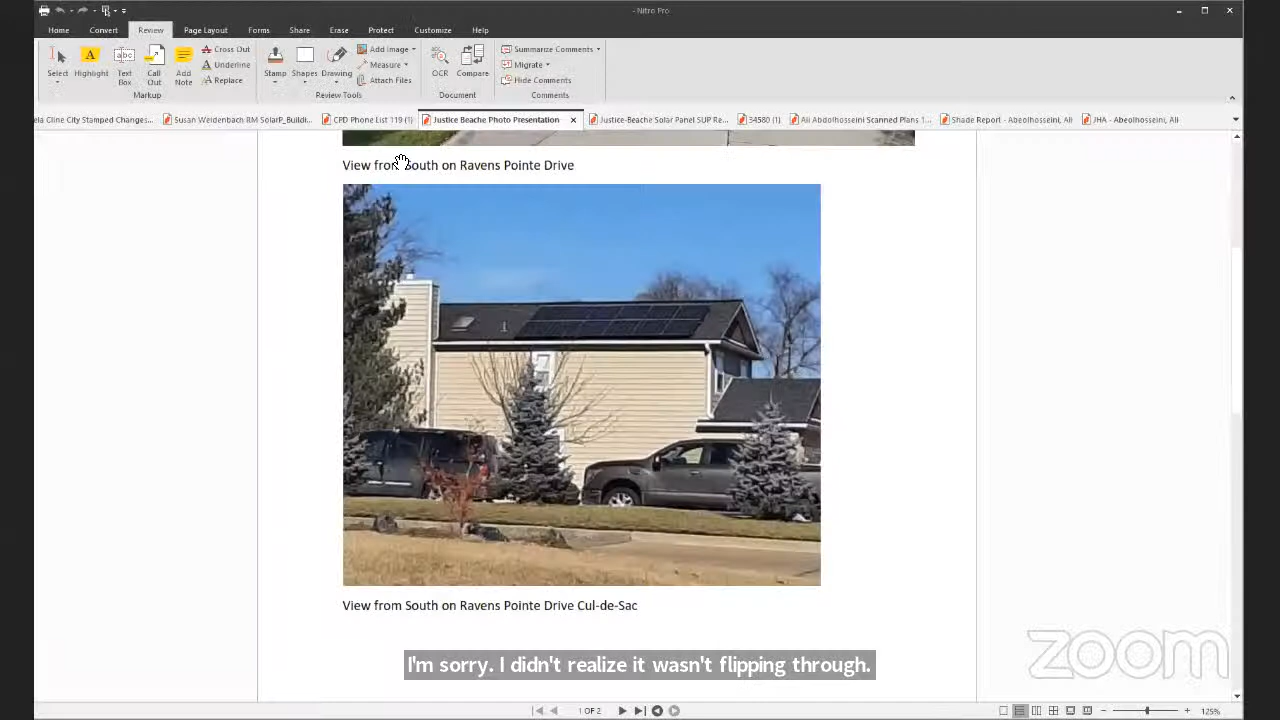 - Nitro Pro
Home Convert Review Page Layout Forms Share Erase Protect Customize Help
Select Highlight Text Box Call Out Add Note
Cross Out
Underline
Replace
Stamp Shapes Drawing
Add Image
Measure
Attach Files
OCR Compare
Summarize Comments
Migrate
Hide Comments
Markup Review Tools Document Comments
ela Cline City Stamped Changes... Susan Weidenbach RM SolarP_Buildi... CPD Phone List 119 (1) Justice Beache Photo Presentation Justice-Beache Solar Panel SUP Re... 34580 (1) Ali Abdolhosseini Scanned Plans 1... Shade Report - Abeolhosseini, Ali JHA - Abeolhosseini, Ali
View from South on Ravens Pointe Drive
View from South on Ravens Pointe Drive Cul-de-Sac
I'm sorry. I didn't realize it wasn't flipping through.
zoom
1 OF 2
125%